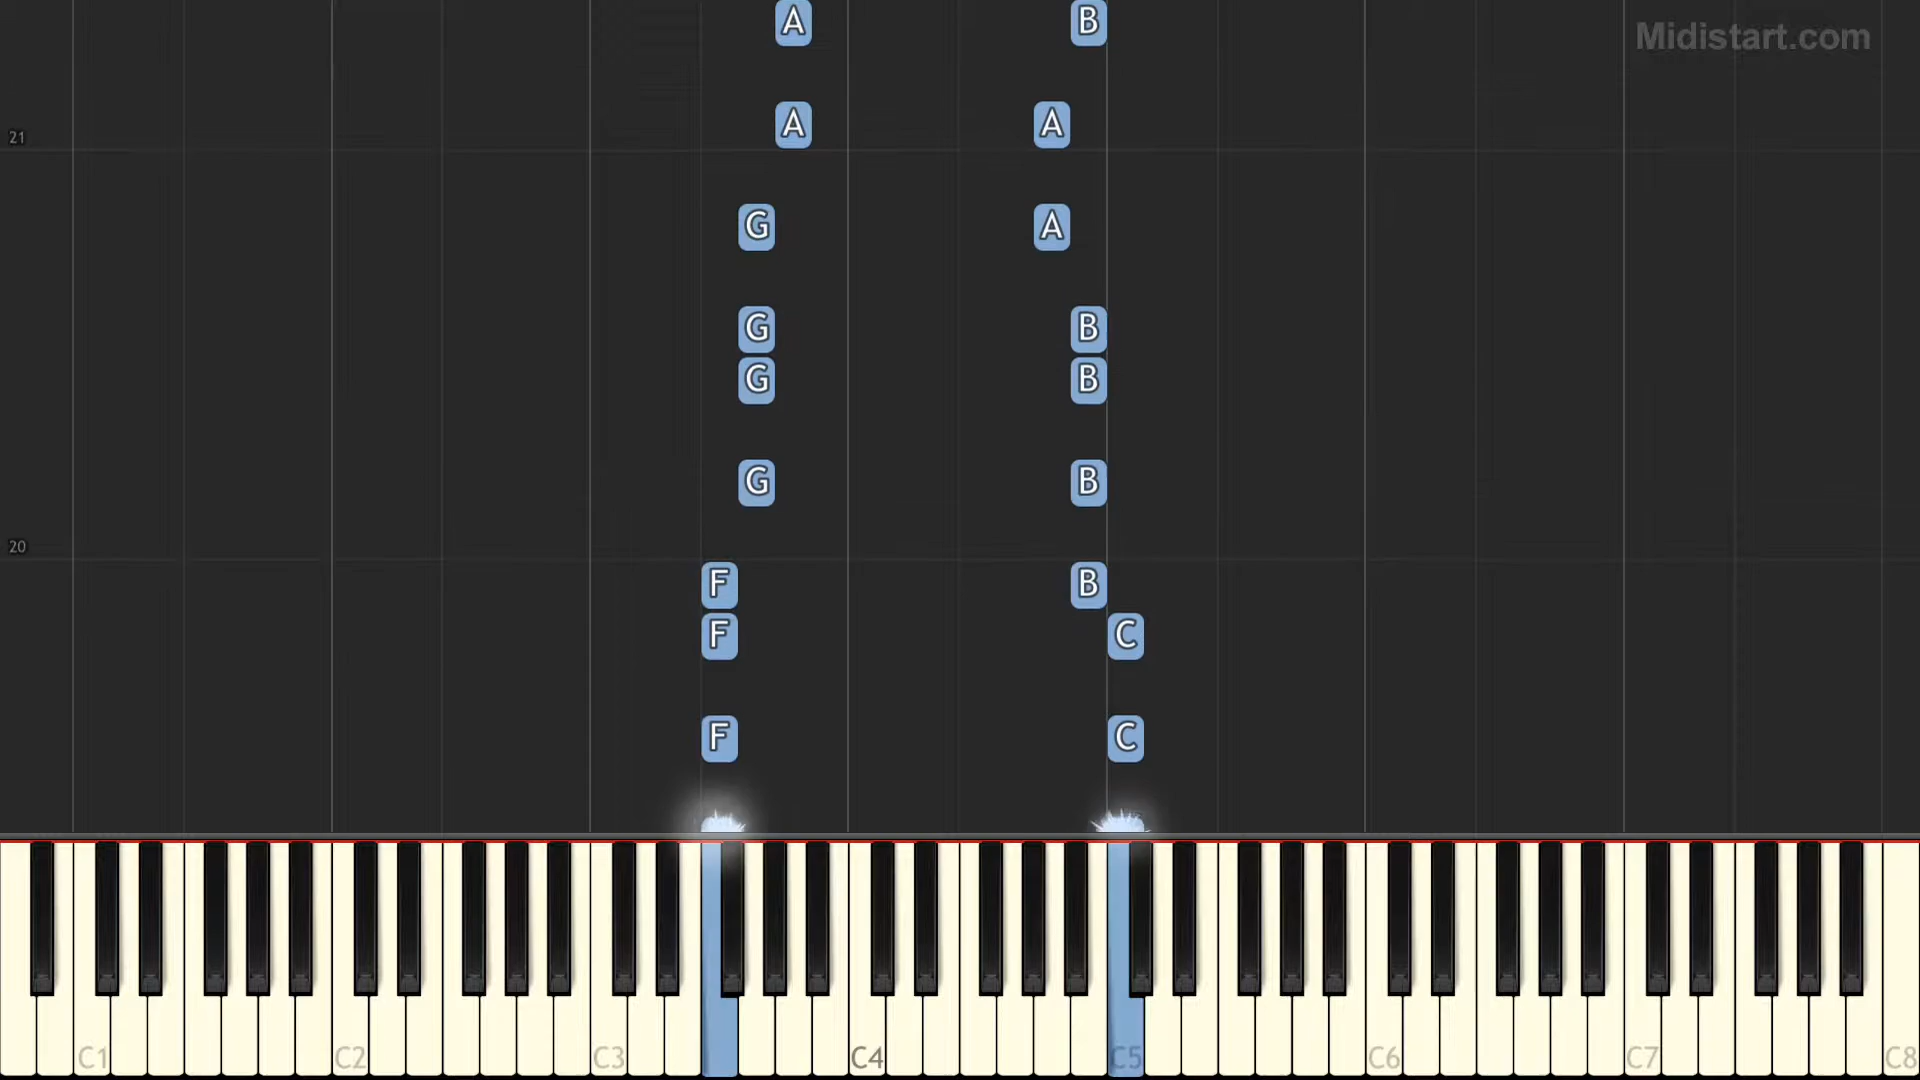 A B Midistart.com
21 A A
G A
G B
G B
G B
20
F B
F C
F C
C1 C2 C3 C4 C5 C6 C7 C8